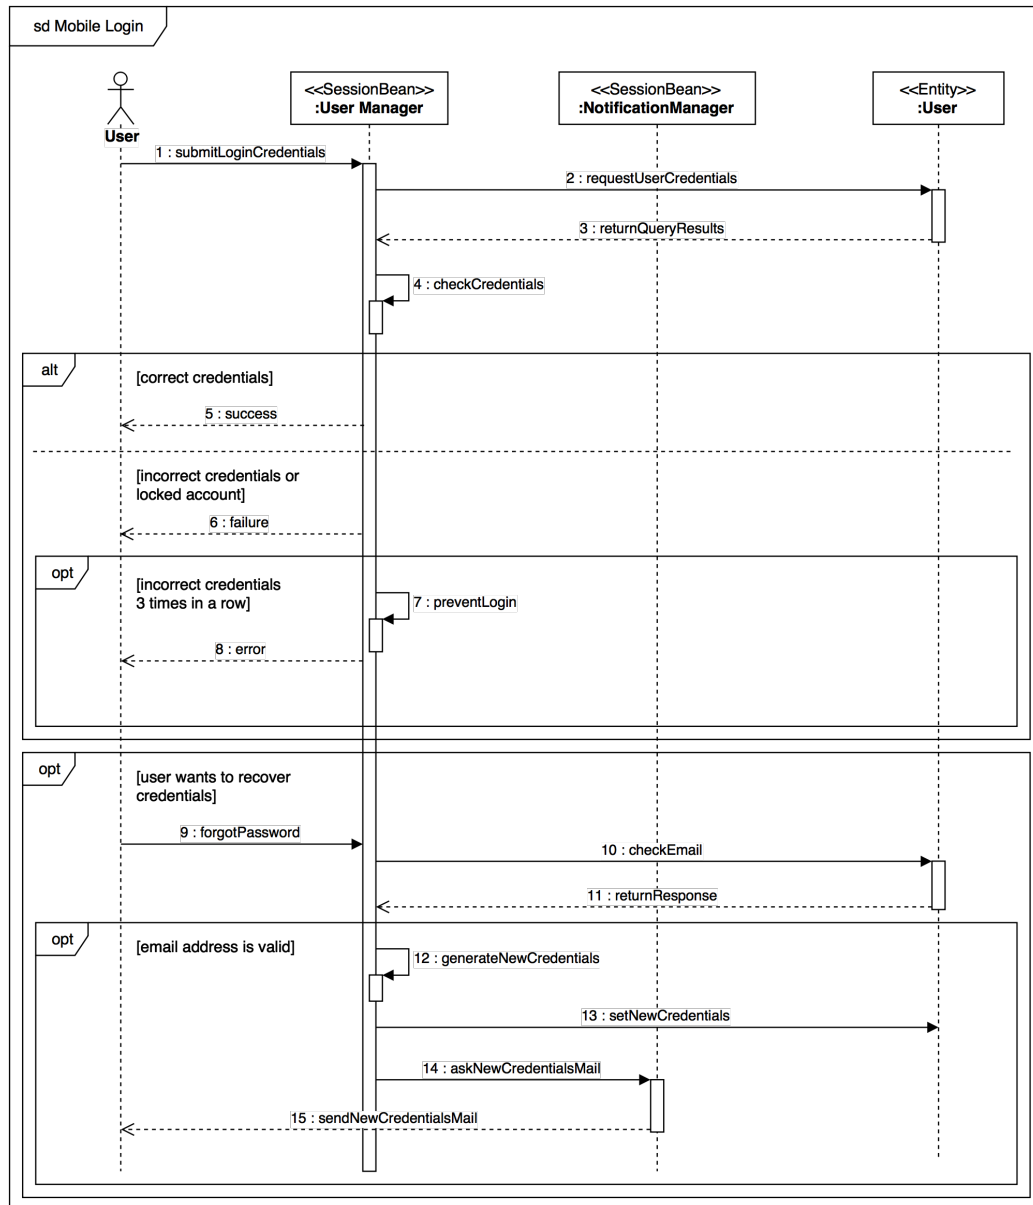 sd Mobile Login
User
<<SessionBean>>
:User Manager
<<SessionBean>>
:NotificationManager
<<Entity>>
:User
1 : submitLoginCredentials
2 : requestUserCredentials
3 : returnQueryResults
4 : checkCredentials
alt
[correct credentials]
5 : success
[incorrect credentials or
locked account]
6 : failure
opt
[incorrect credentials
3 times in a row]
7 : preventLogin
8 : error
opt
[user wants to recover
credentials]
9 : forgotPassword
10 : checkEmail
11 : returnResponse
opt
[email address is valid]
12 : generateNewCredentials
13 : setNewCredentials
14 : askNewCredentialsMail
15 : sendNewCredentialsMail